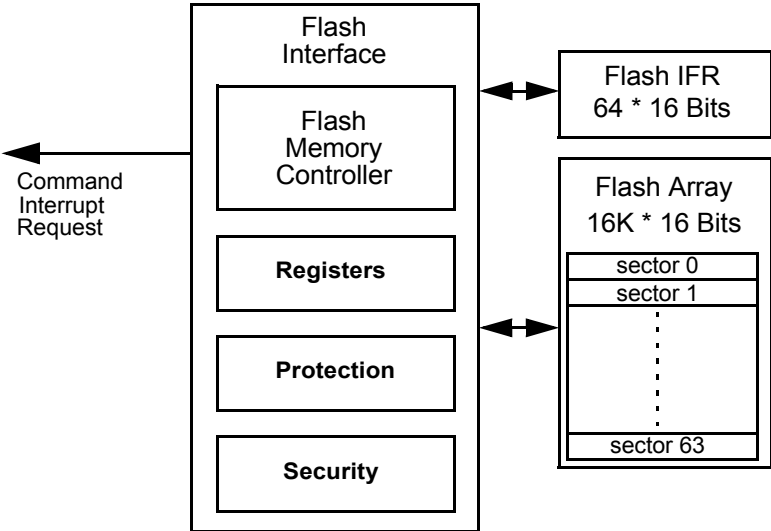 Flash
Interface
Flash
Memory
Controller
Registers
Protection
Security
Command
Interrupt
Request
Flash IFR
64 * 16 Bits
Flash Array
16K * 16 Bits
sector 0
sector 1
sector 63